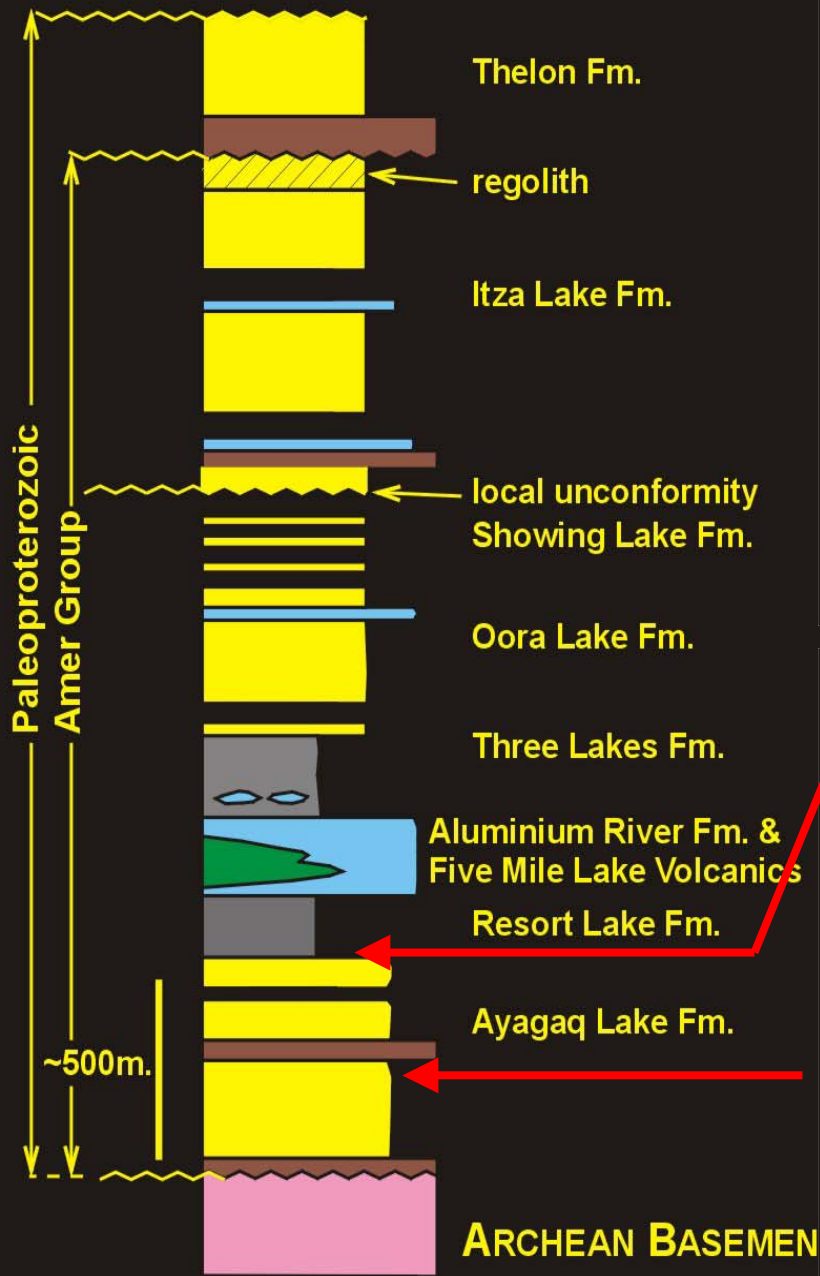 Thelon Fm.
regolith
Itza Lake Fm.
local unconformity
Showing Lake Fm.
Oora Lake Fm.
Three Lakes Fm.
Aluminium River Fm. &
Five Mile Lake Volcanics
Resort Lake Fm.
Ayagaq Lake Fm.
~500m.
ARCHEAN BASEMEN
Paleoproterozoic
Amer Group